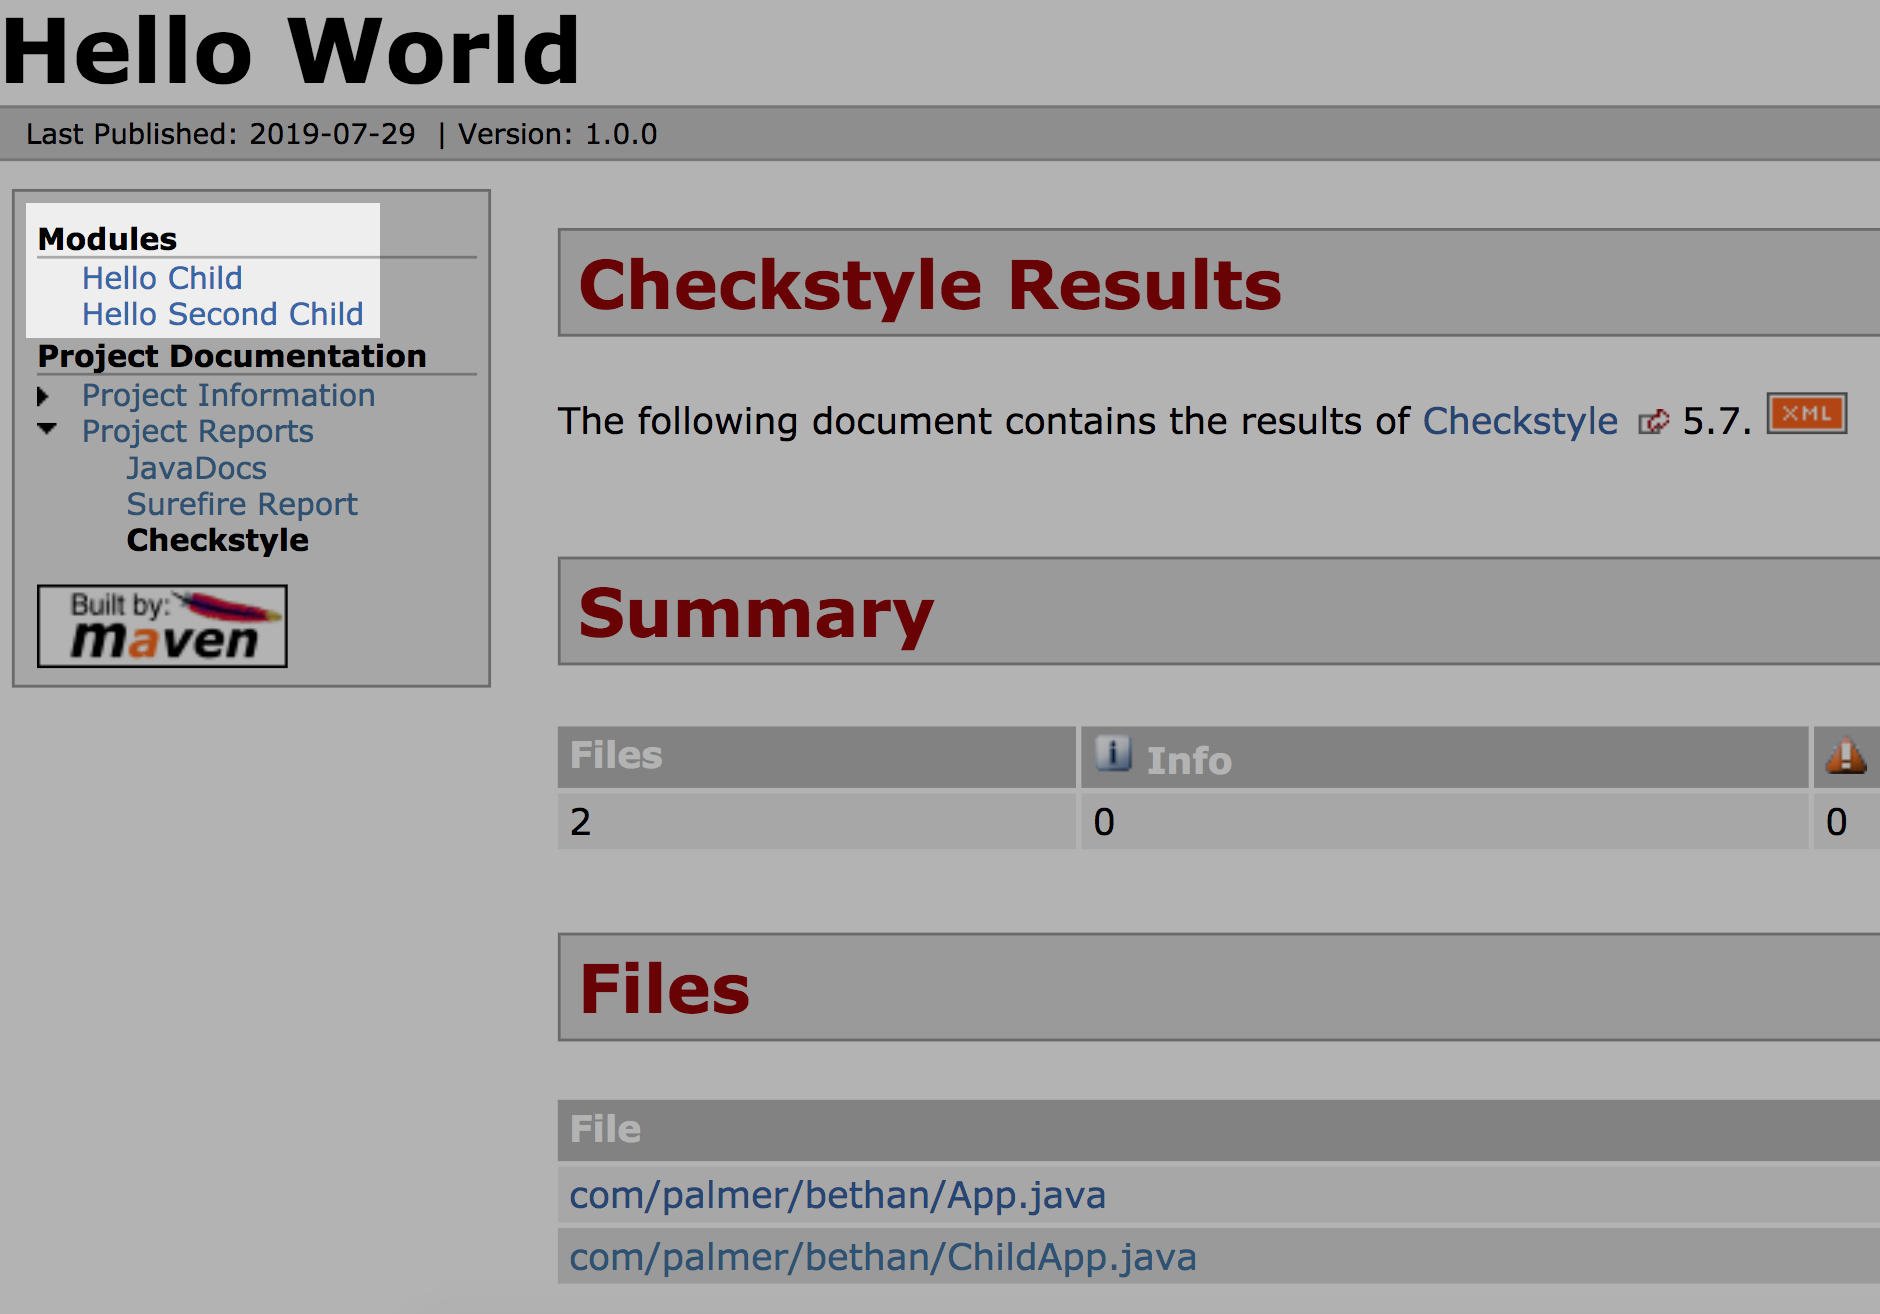 Hello World
Last Published: 2019-07-29 | Version: 1.0.0
Modules
Hello Child
Hello Second Child
Project Documentation
Project Information
Project Reports
JavaDocs
Surefire Report
Checkstyle
Built by:
maven
Checkstyle Results
The following document contains the results of Checkstyle 5.7. XML
Summary
Files Info
2 0 0
Files
File
com/palmer/bethan/App.java
com/palmer/bethan/ChildApp.java